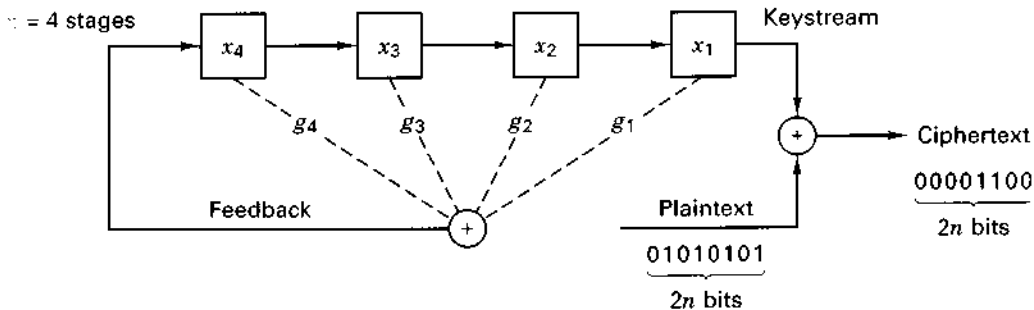 = 4 stages
Keystream
x₄
x₃
x₂
x₁
g₄
g₃
g₂
g₁
+
Ciphertext
00001100
2n bits
Feedback
+
Plaintext
01010101
2n bits